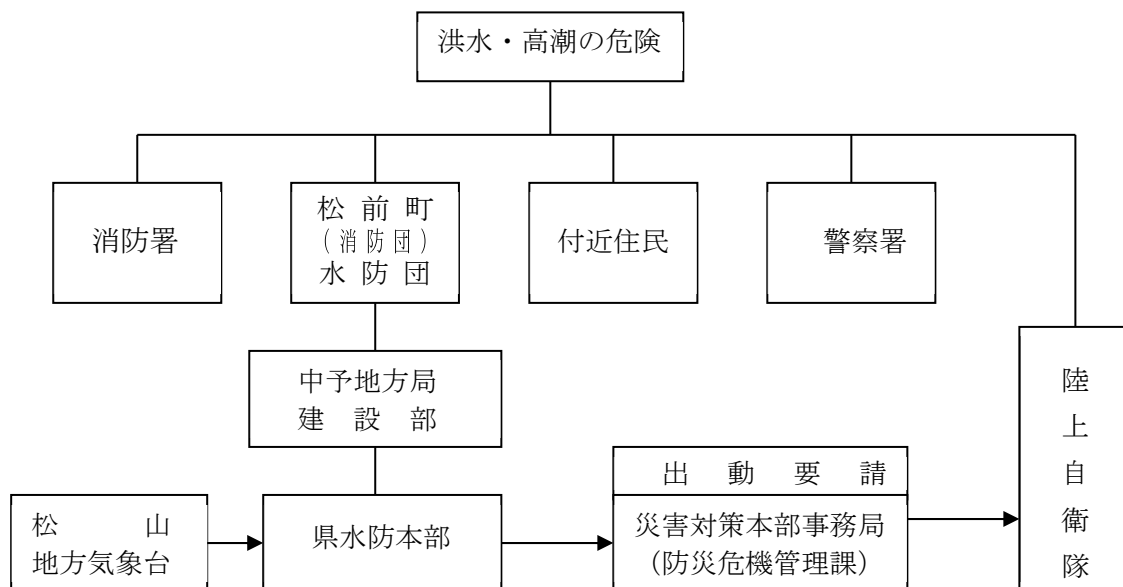 洪水・高潮の危険
消防署
松前町
（消防団）
水防団
付近住民
警察署
中予地方局
建設部
陸上自衛隊
出動要請
松山
地方気象台
県水防本部
災害対策本部事務局
(防災危機管理課)